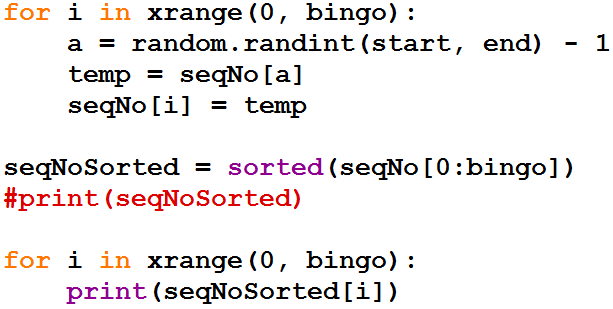 for i in xrange(0, bingo):
    a = random.randint(start, end) - 1
    temp = seqNo[a]
    seqNo[i] = temp

seqNoSorted = sorted(seqNo[0:bingo])
#print(seqNoSorted)

for i in xrange(0, bingo):
    print(seqNoSorted[i])